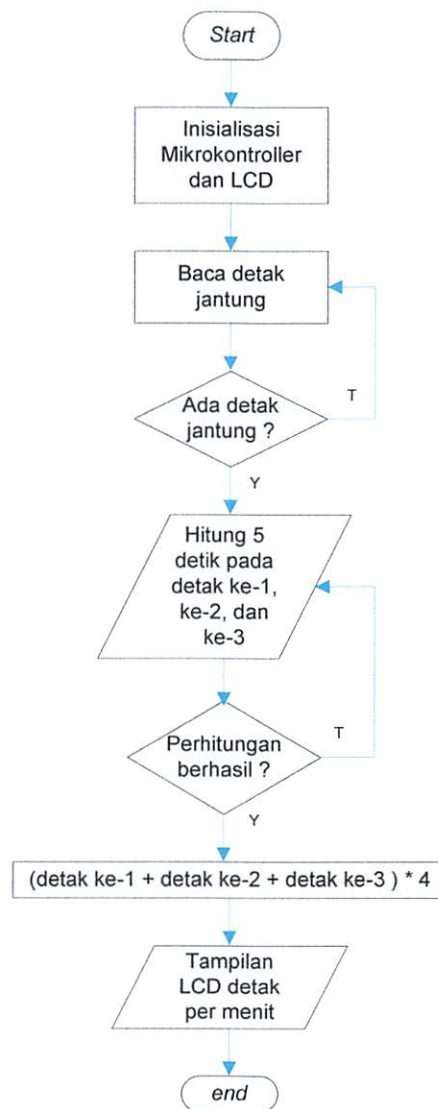 Start
Inisialisasi
Mikrokontroller
dan LCD
Baca detak
jantung
Ada detak
jantung ?
T
Y
Hitung 5
detik pada
detak ke-1,
ke-2, dan
ke-3
Perhitungan
berhasil ?
T
Y
(detak ke-1 + detak ke-2 + detak ke-3 ) * 4
Tampilan
LCD detak
per menit
end